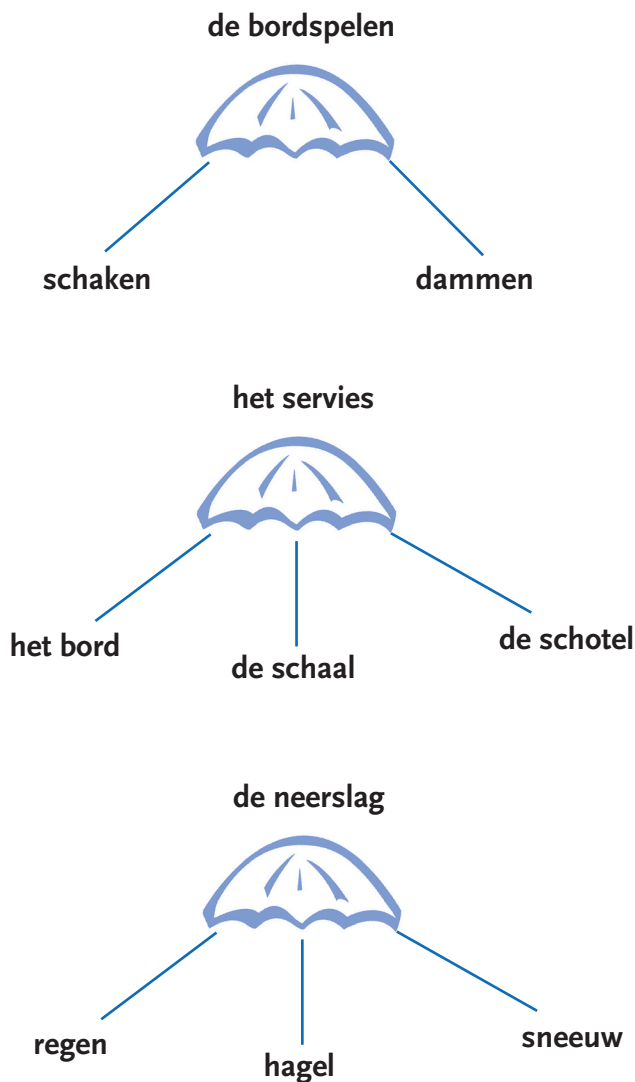 de bordspelen
schaken
dammen
het servies
het bord
de schaal
de schotel
de neerslag
regen
hagel
sneeuw